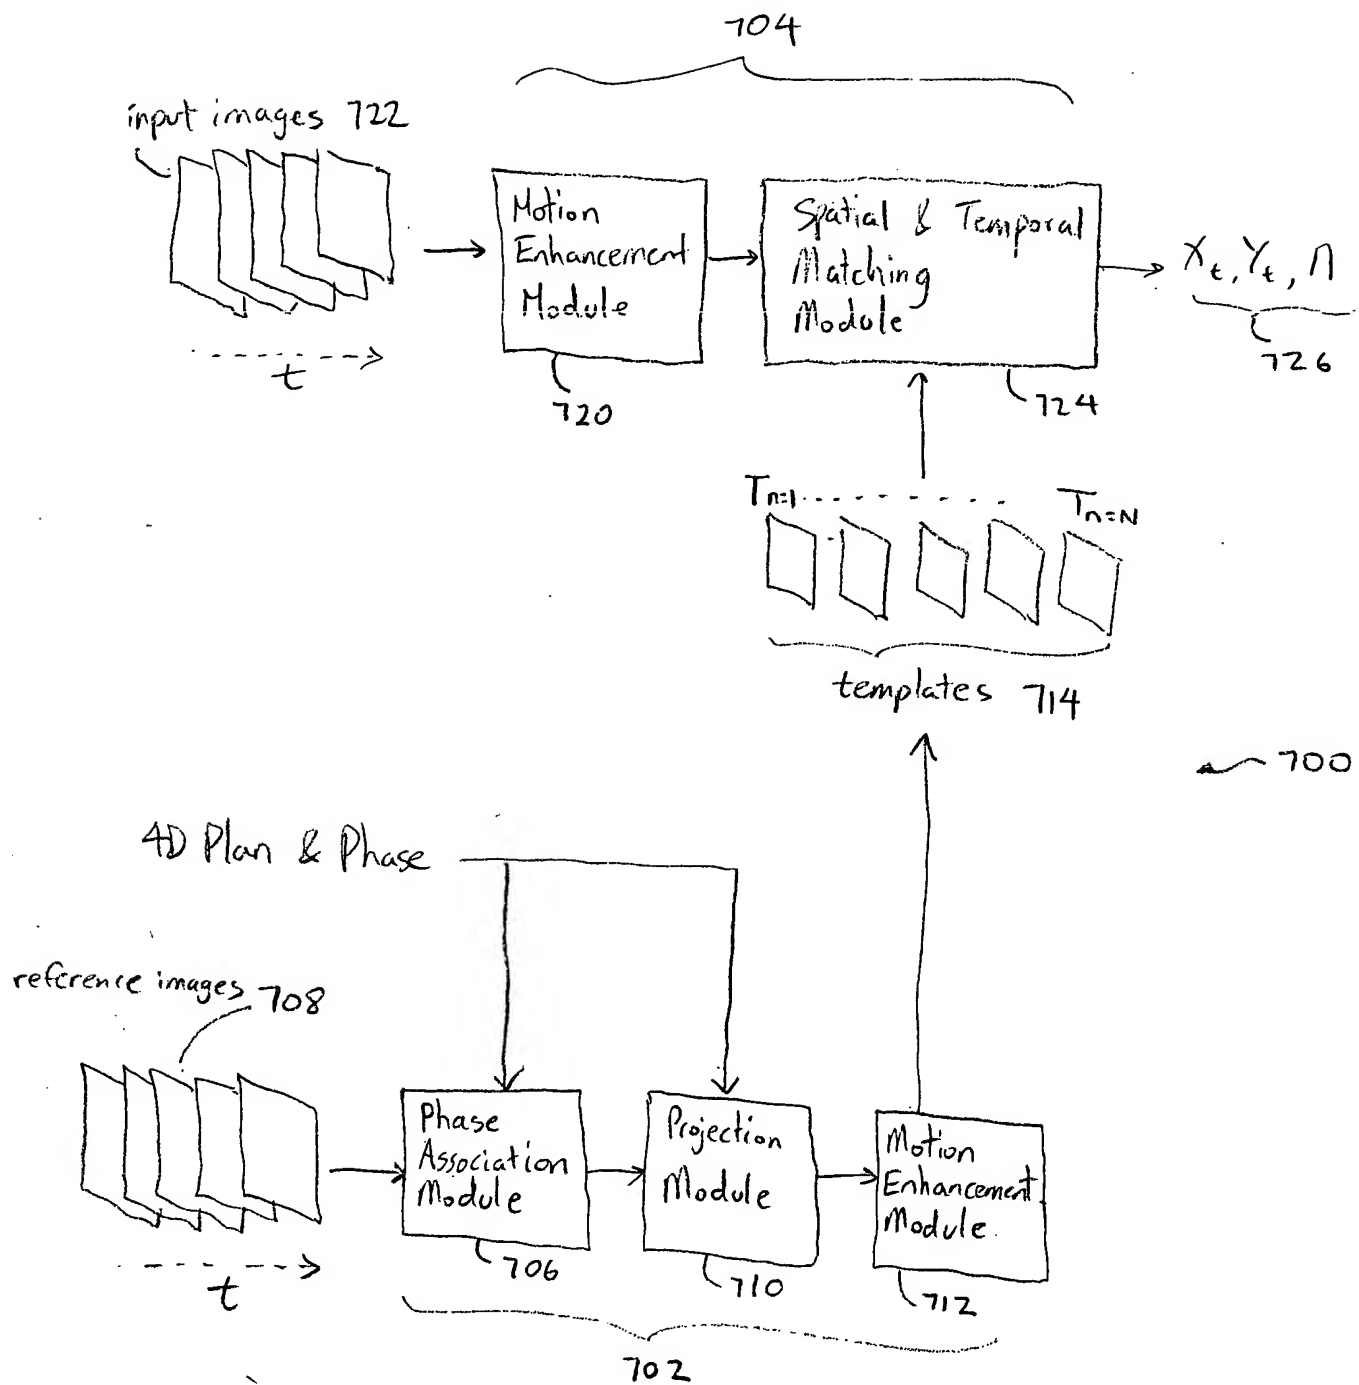 704
input images 722
Motion
Enhancement
Module
Spatial & Temporal
Matching
Module
Xt, Yt, n
726
t
720
724
Tn=1 Tn=N
templates 714
700
4D Plan & Phase
reference images 708
Phase
Association
Module
Projection
Module
Motion
Enhancement
Module.
706
710
712
t
702